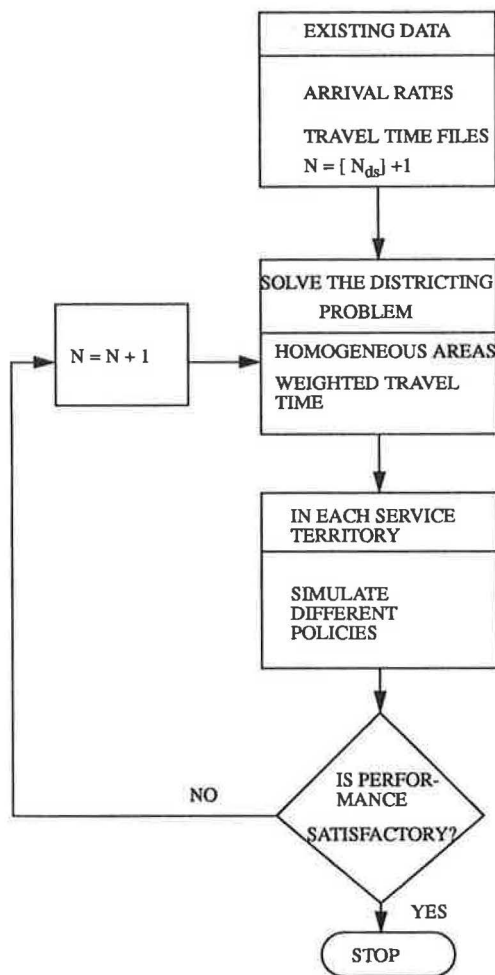 EXISTING DATA
ARRIVAL RATES
TRAVEL TIME FILES
N = [ N_ds] +1
SOLVE THE DISTRICTING
PROBLEM
N = N + 1
HOMOGENEOUS AREAS
WEIGHTED TRAVEL
TIME
IN EACH SERVICE
TERRITORY
SIMULATE
DIFFERENT
POLICIES
IS PERFOR-
MANCE
SATISFACTORY?
NO
YES
STOP